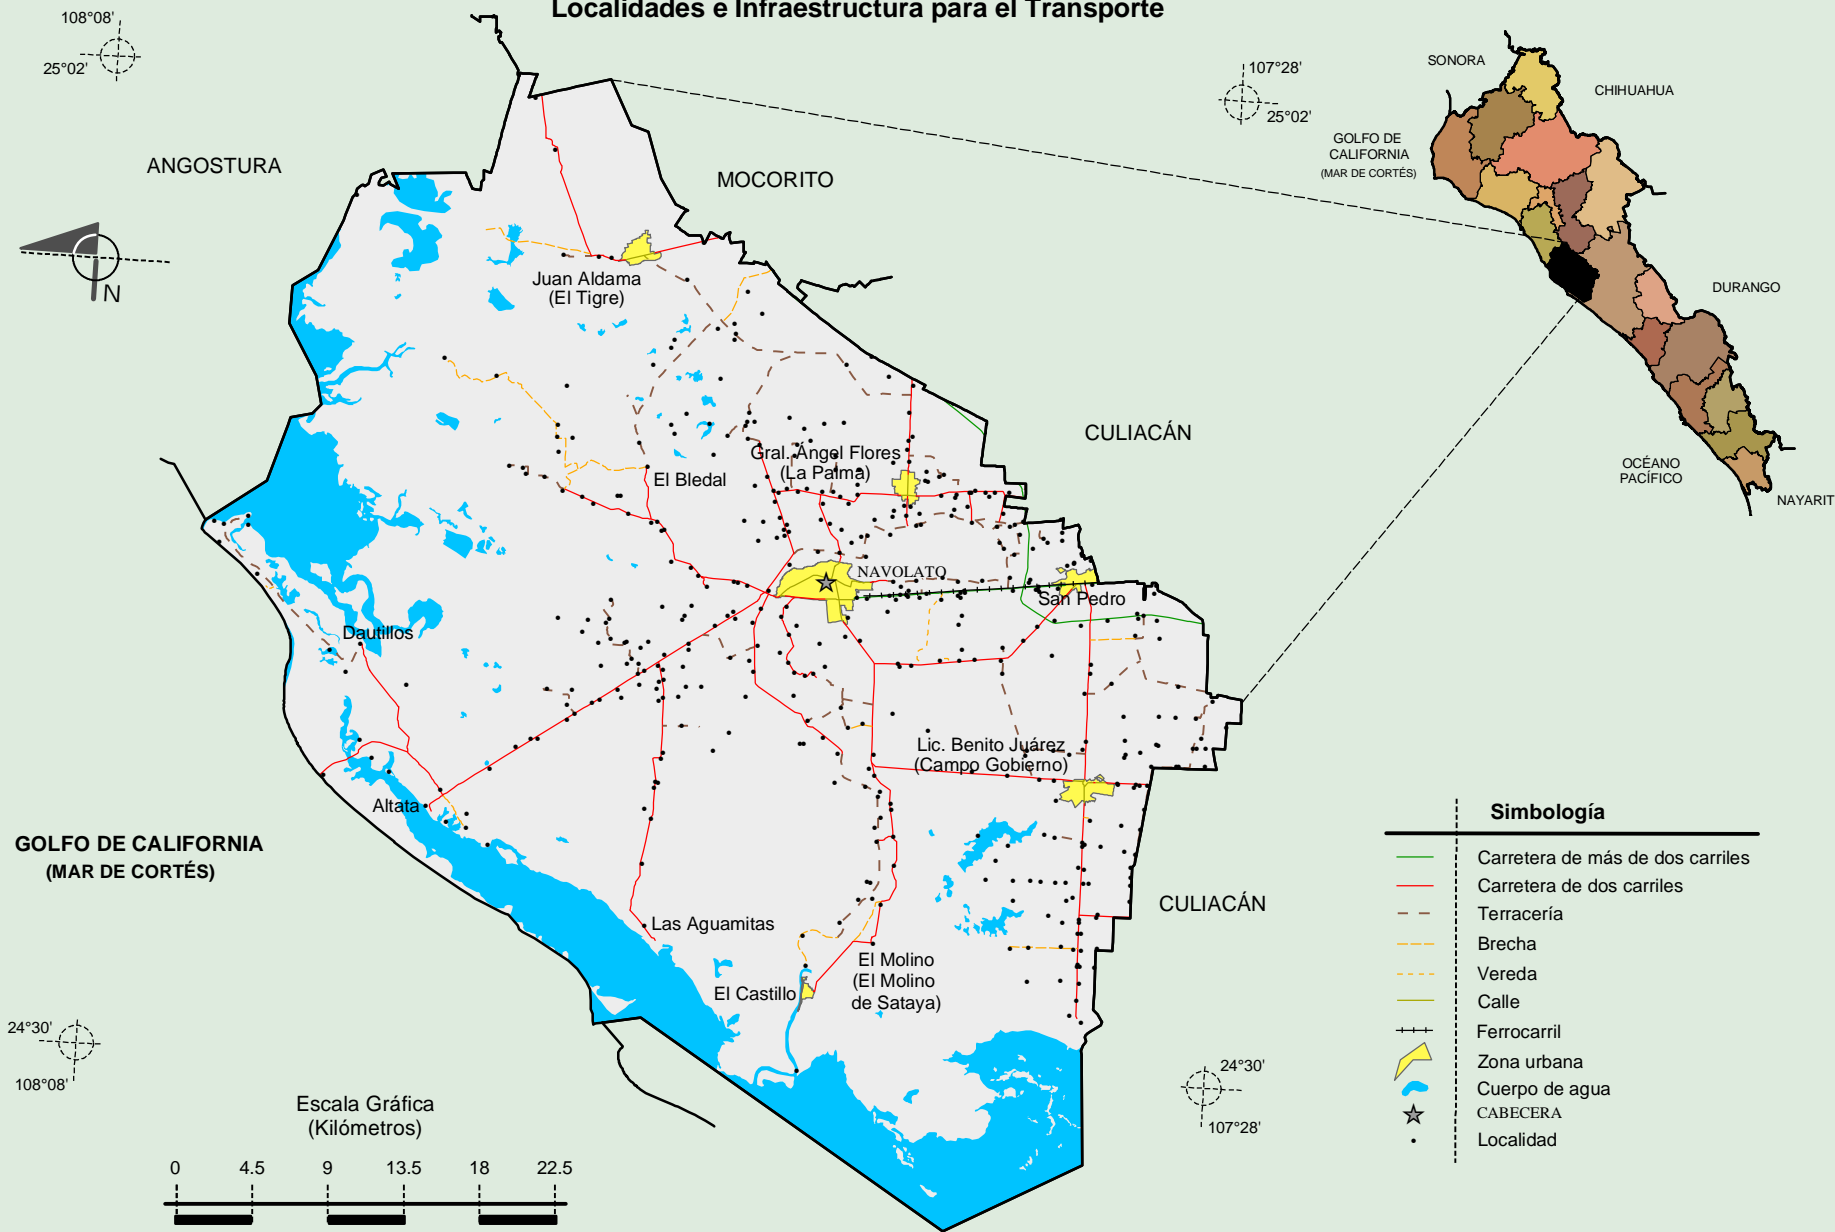 Localidades e Infraestructura para el Transporte
108°08'
25°02'
107°28'
25°02'
SONORA
CHIHUAHUA
GOLFO DE
CALIFORNIA
(MAR DE CORTÉS)
DURANGO
OCÉANO
PACÍFICO
NAYARIT
ANGOSTURA
MOCORITO
N
Juan Aldama
(El Tigre)
CULIACÁN
Gral. Ángel Flores
(La Palma)
El Bledal
NAVOLATO
San Pedro
Dautillos
Lic. Benito Juárez
(Campo Gobierno)
Altata
GOLFO DE CALIFORNIA
(MAR DE CORTÉS)
CULIACÁN
Las Aguamitas
El Molino
(El Molino
de Sataya)
El Castillo
24°30'
108°08'
24°30'
107°28'
Escala Gráfica
(Kilómetros)
0 4.5 9 13.5 18 22.5
Simbología
Carretera de más de dos carriles
Carretera de dos carriles
Terracería
Brecha
Vereda
Calle
Ferrocarril
Zona urbana
Cuerpo de agua
CABECERA
Localidad